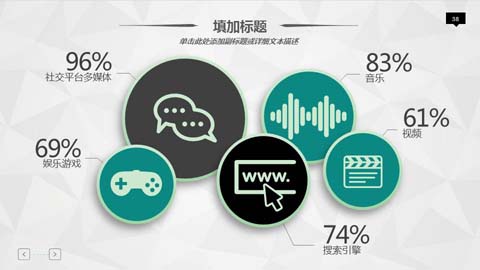 38
填加标题
单击此处添加副标题或详细文本描述
96%
社交平台多媒体
83%
音乐
61%
视频
69%
娱乐游戏
www.
74%
搜索引擎